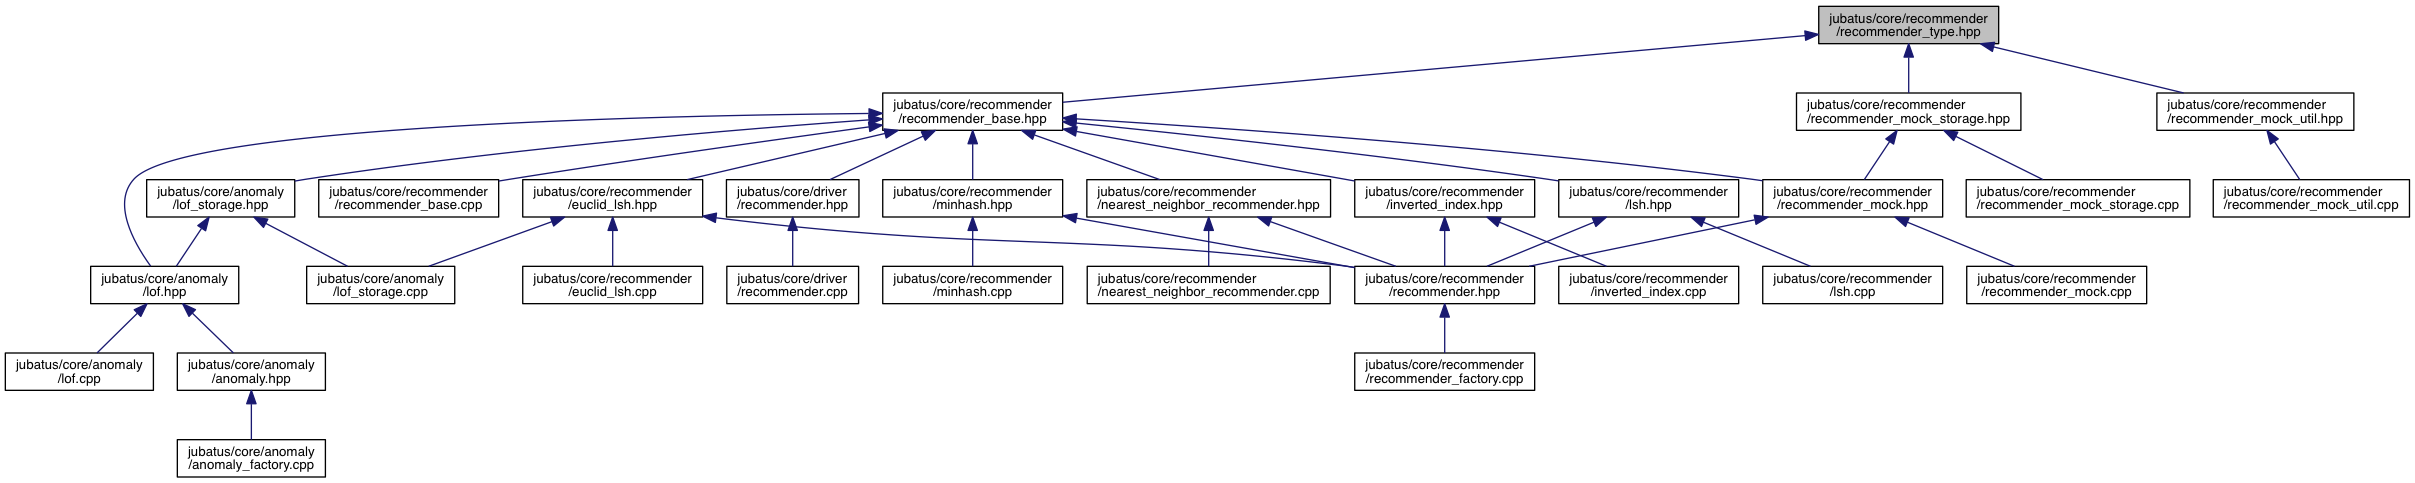 jubatus/core/recommender
/recommender_type.hpp
jubatus/core/recommender
/recommender_base.hpp
jubatus/core/recommender
/recommender_mock_storage.hpp
jubatus/core/recommender
/recommender_mock_util.hpp
jubatus/core/anomaly
/lof_storage.hpp
jubatus/core/recommender
/recommender_base.cpp
jubatus/core/recommender
/euclid_lsh.hpp
jubatus/core/driver
/recommender.hpp
jubatus/core/recommender
/minhash.hpp
jubatus/core/recommender
/nearest_neighbor_recommender.hpp
jubatus/core/recommender
/inverted_index.hpp
jubatus/core/recommender
/lsh.hpp
jubatus/core/recommender
/recommender_mock.hpp
jubatus/core/recommender
/recommender_mock_storage.cpp
jubatus/core/recommender
/recommender_mock_util.cpp
jubatus/core/anomaly
/lof.hpp
jubatus/core/anomaly
/lof_storage.cpp
jubatus/core/recommender
/euclid_lsh.cpp
jubatus/core/driver
/recommender.cpp
jubatus/core/recommender
/minhash.cpp
jubatus/core/recommender
/nearest_neighbor_recommender.cpp
jubatus/core/recommender
/recommender.hpp
jubatus/core/recommender
/inverted_index.cpp
jubatus/core/recommender
/lsh.cpp
jubatus/core/recommender
/recommender_mock.cpp
jubatus/core/anomaly
/lof.cpp
jubatus/core/anomaly
/anomaly.hpp
jubatus/core/recommender
/recommender_factory.cpp
jubatus/core/anomaly
/anomaly_factory.cpp